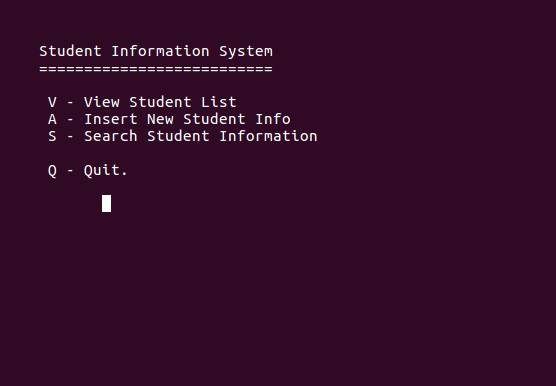 Student Information System
==========================
V - View Student List
A - Insert New Student Info
S - Search Student Information
Q - Quit.